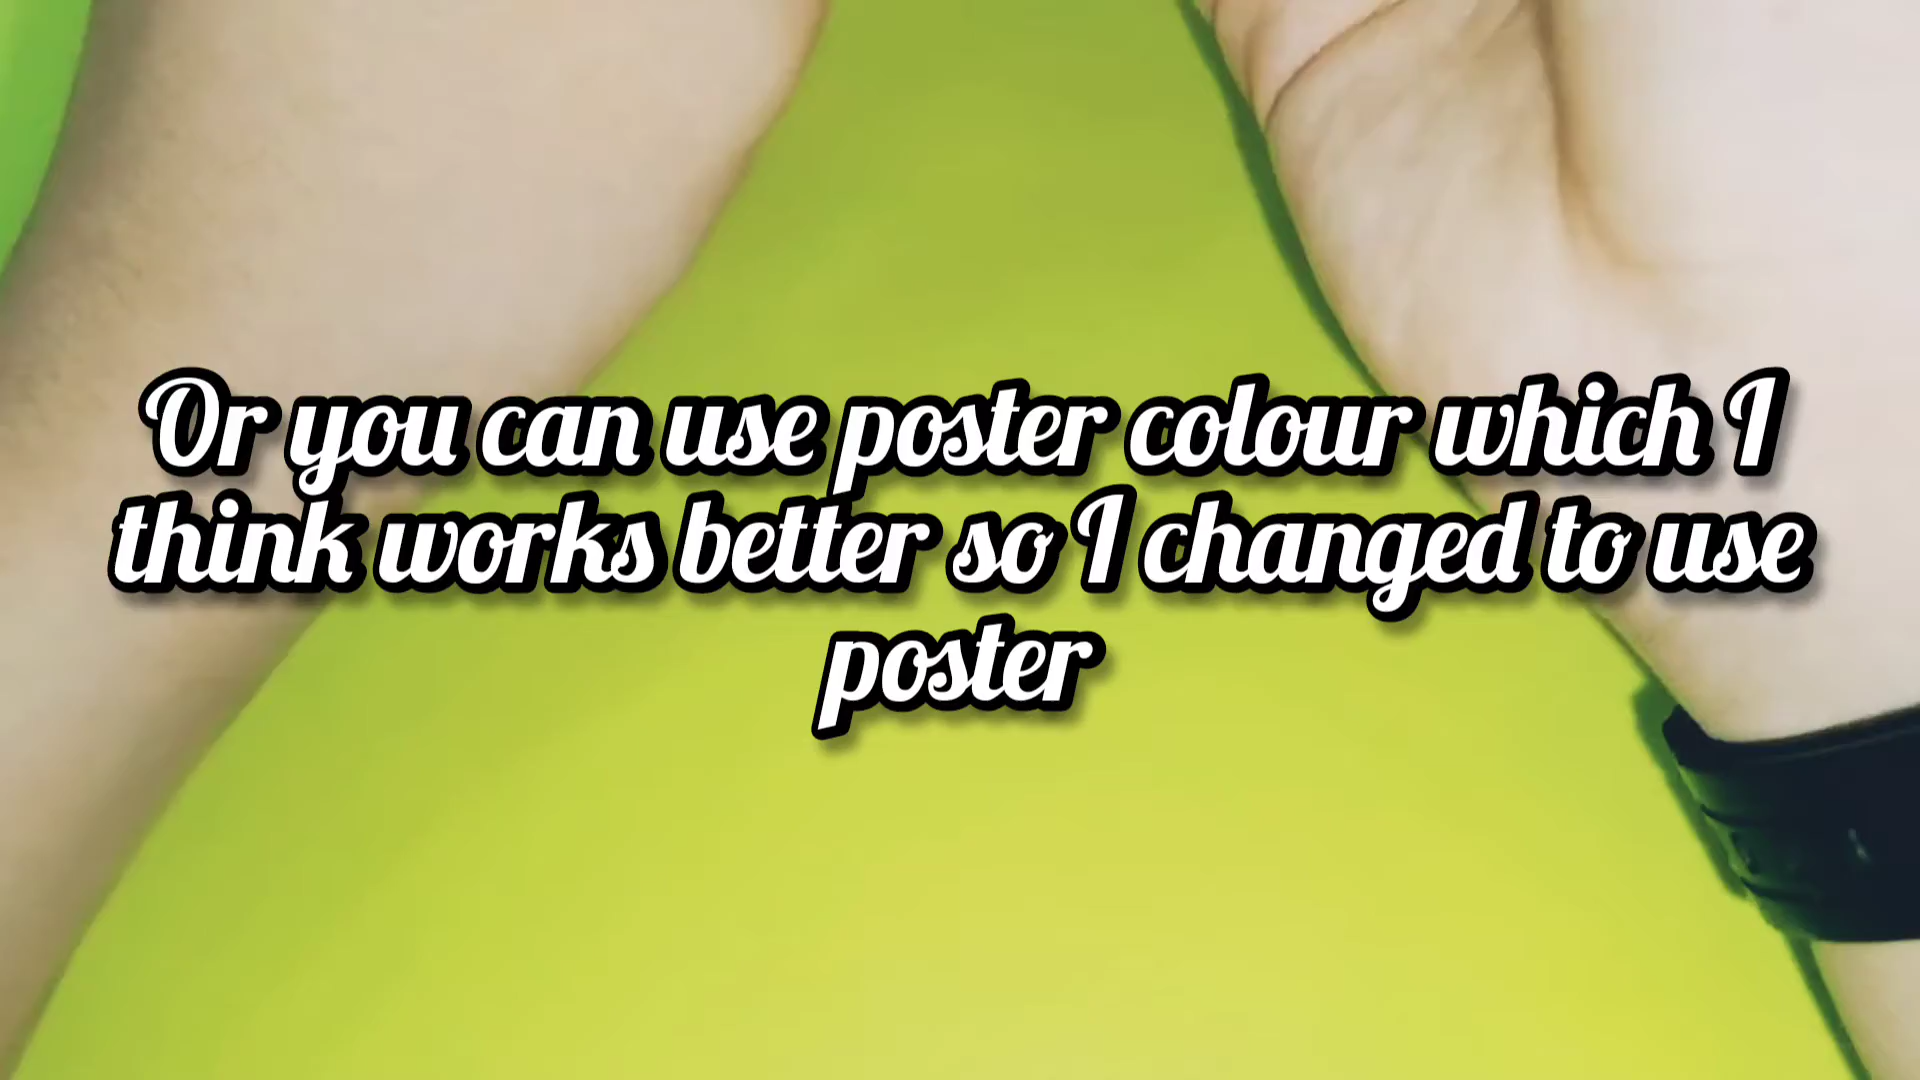 Or you can use poster colour which I
think works better so I changed to use
poster